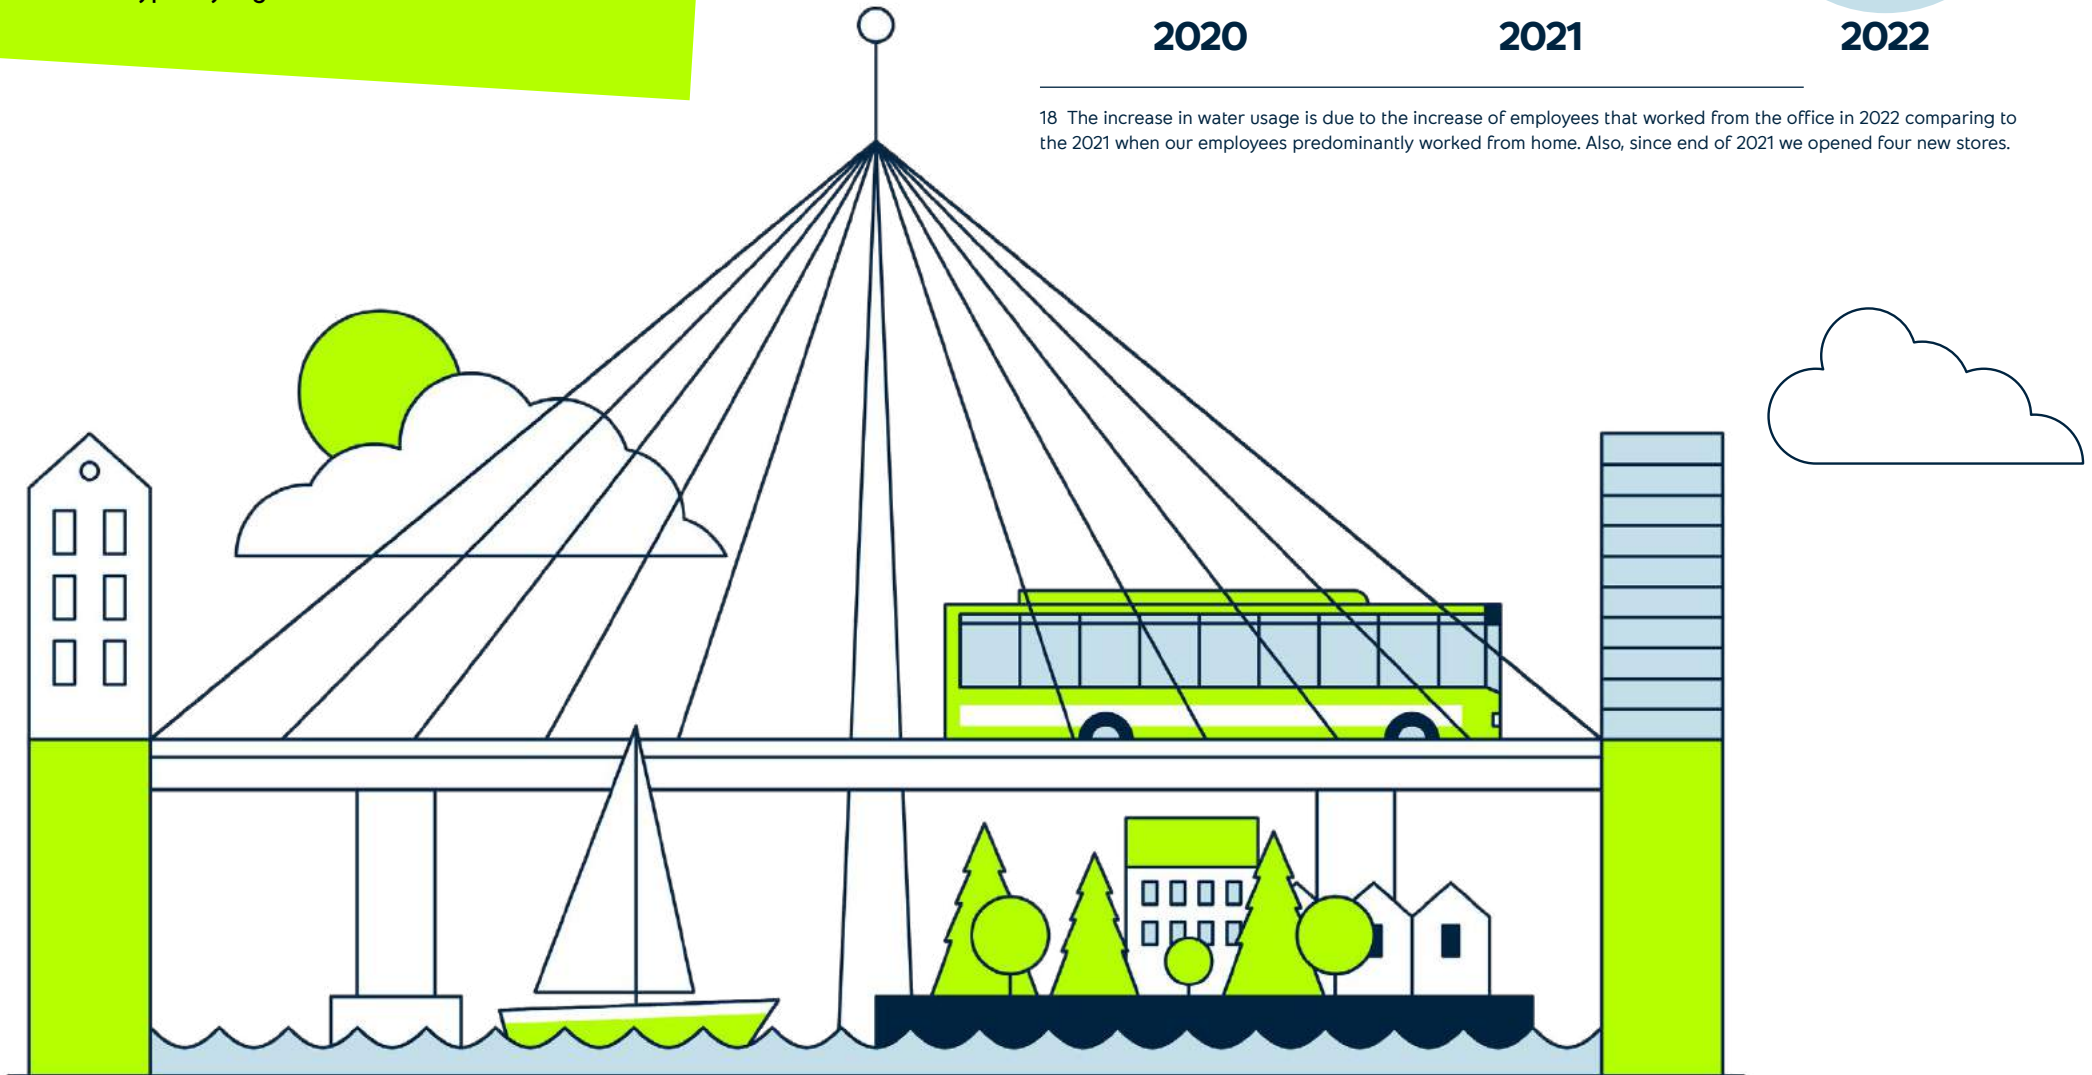 2020 2021 2022
18 The increase in water usage is due to the increase of employees that worked from the office in 2022 comparing to
the 2021 when our employees predominantly worked from home. Also, since end of 2021 we opened four new stores.